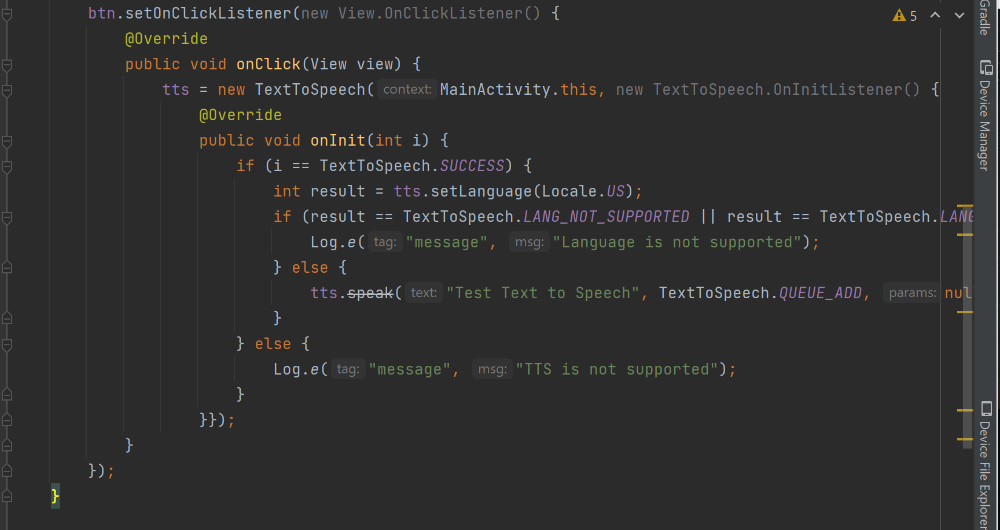 btn.setOnClickListener(new View.OnClickListener() {
5
@Override
public void onClick(View view) {
tts = new TextToSpeech( context: MainActivity.this, new TextToSpeech.OnInitListener() {
@Override
public void onInit(int i) {
if (i == TextToSpeech.SUCCESS) {
int result = tts.setLanguage(Locale.US);
if (result == TextToSpeech.LANG_NOT_SUPPORTED || result == TextToSpeech.LANG
Log.e( tag: "message", msg: "Language is not supported");
} else {
tts.speak( text: "Test Text to Speech", TextToSpeech.QUEUE_ADD, params: nul
}
} else {
Log.e( tag: "message", msg: "TTS is not supported");
}
}});
}
});
}
Gradle
Device Manager
Device File Explorer